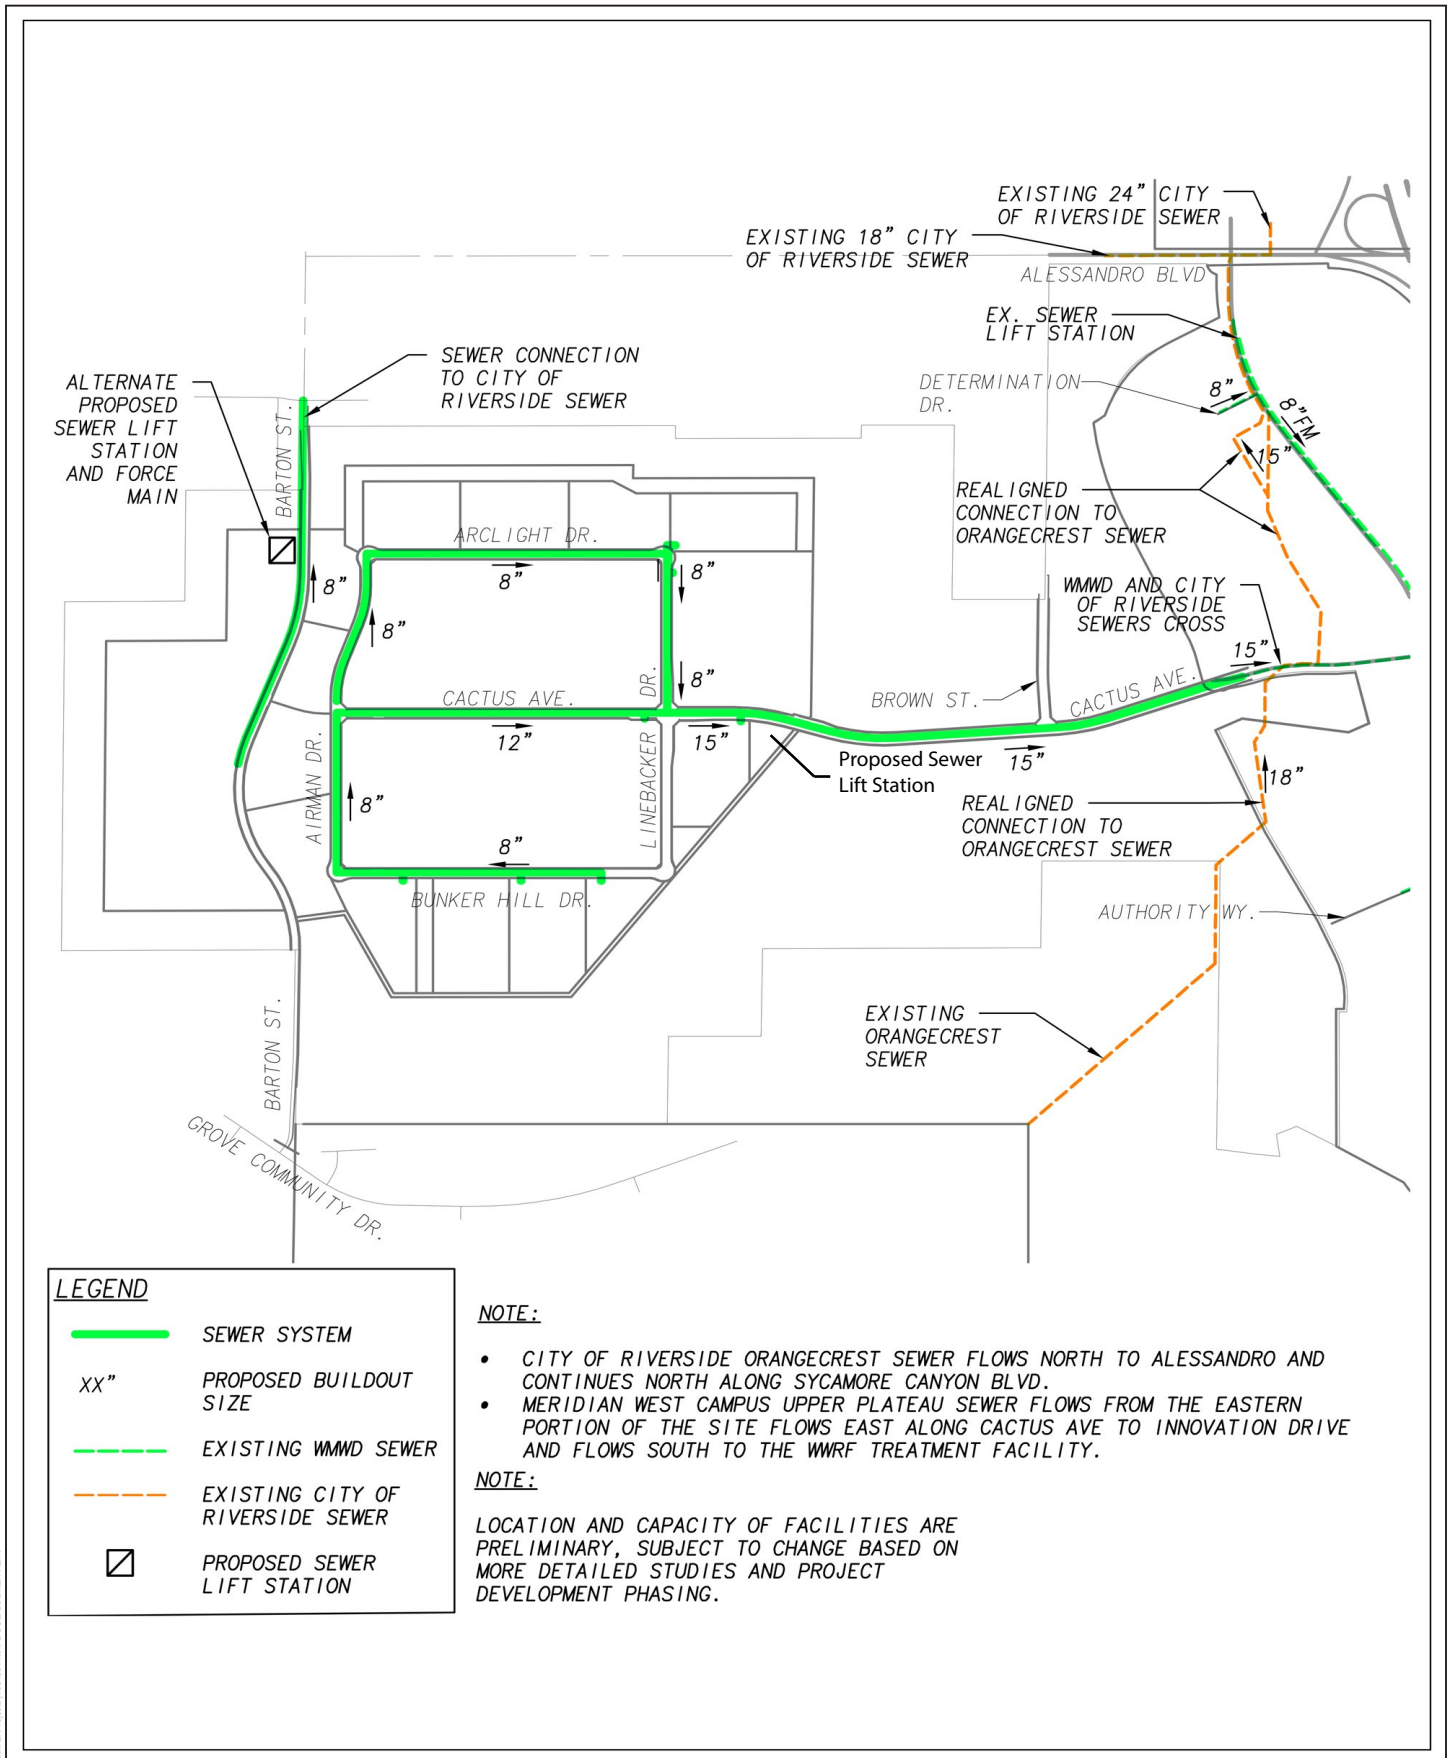 EXISTING 24” CITY
OF RIVERSIDE SEWER
EXISTING 18” CITY
OF RIVERSIDE SEWER
ALESSANDRO BLVD
EX. SEWER
LIFT STATION
SEWER CONNECTION
TO CITY OF
RIVERSIDE SEWER
ALTERNATE
PROPOSED
SEWER LIFT
STATION
AND FORCE
MAIN
BARTON ST.
DETERMINATION
DR.
8”
8”FM
15”
REALIGNED
CONNECTION TO
ORANGECREST SEWER
ARCLIGHT DR.
8”
8”
8”
8”
WMWD AND CITY
OF RIVERSIDE
SEWERS CROSS
15”
8”
CACTUS AVE.
DR.
LINEBACKER
BROWN ST.
CACTUS AVE.
12”
15”
15”
Proposed Sewer
Lift Station
AIRMAN DR.
8”
18”
REALIGNED
CONNECTION TO
ORANGECREST SEWER
8”
BUNKER HILL DR.
AUTHORITY WY.
EXISTING
ORANGECREST
SEWER
BARTON ST.
GROVE COMMUNITY DR.
LEGEND
SEWER SYSTEM
XX”
PROPOSED BUILDOUT
SIZE
EXISTING WMWD SEWER
EXISTING CITY OF
RIVERSIDE SEWER
PROPOSED SEWER
LIFT STATION
NOTE:
• CITY OF RIVERSIDE ORANGECREST SEWER FLOWS NORTH TO ALESSANDRO AND
CONTINUES NORTH ALONG SYCAMORE CANYON BLVD.
• MERIDIAN WEST CAMPUS UPPER PLATEAU SEWER FLOWS FROM THE EASTERN
PORTION OF THE SITE FLOWS EAST ALONG CACTUS AVE TO INNOVATION DRIVE
AND FLOWS SOUTH TO THE WWRF TREATMENT FACILITY.
NOTE:
LOCATION AND CAPACITY OF FACILITIES ARE
PRELIMINARY, SUBJECT TO CHANGE BASED ON
MORE DETAILED STUDIES AND PROJECT
DEVELOPMENT PHASING.